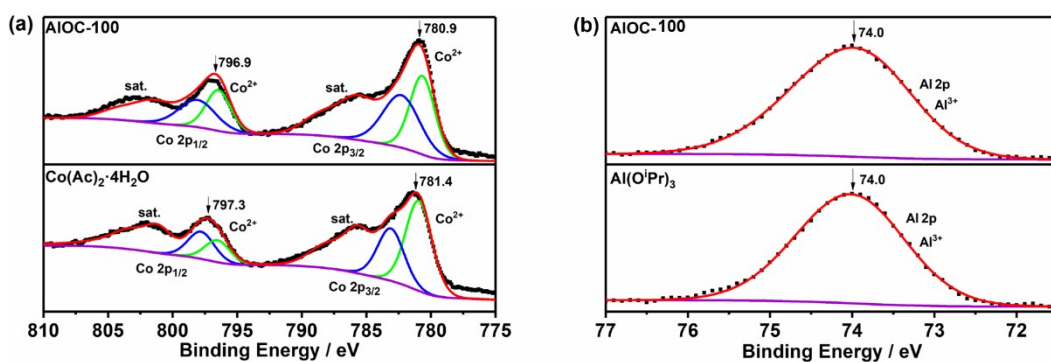 (a)
AlOC-100
780.9
Co²⁺
796.9
Co²⁺
sat.
sat.
Co 2p₁/₂
Co 2p₃/₂
Co(Ac)₂·4H₂O
781.4
Co²⁺
797.3
Co²⁺
sat.
sat.
Co 2p₁/₂
Co 2p₃/₂
810 805 800 795 790 785 780 775
Binding Energy / eV
(b)
AlOC-100
74.0
Al 2p
Al³⁺
Al(OⁱPr)₃
74.0
Al 2p
Al³⁺
77 76 75 74 73 72
Binding Energy / eV